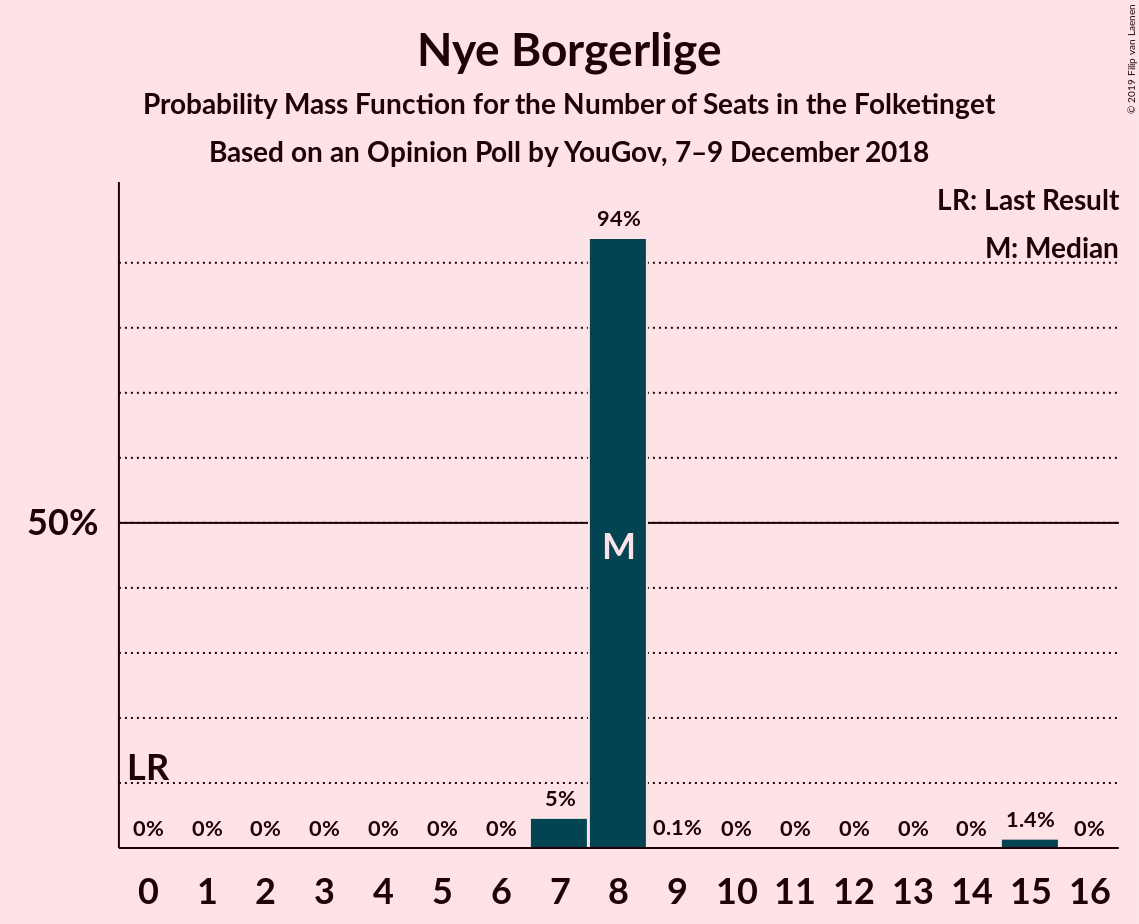 Nye Borgerlige
Probability Mass Function for the Number of Seats in the Folketinget
Based on an Opinion Poll by YouGov, 7–9 December 2018
© 2019 Filip van Laenen
LR: Last Result
M: Median
94%
50%
M
LR
0% 0% 0% 0% 0% 0% 0% 5% 0.1% 0% 0% 0% 0% 0% 1.4% 0%
0 1 2 3 4 5 6 7 8 9 10 11 12 13 14 15 16